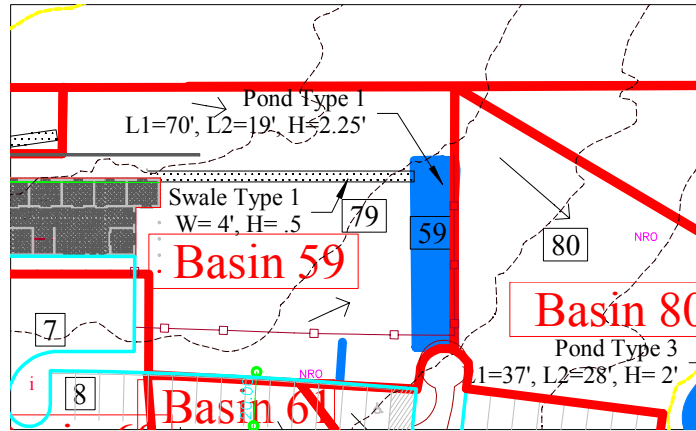 Pond Type 1
L1=70', L2=19', H=2.25'
Swale Type 1
W= 4', H= .5
79
59
80
NRO
Basin 59
Basin 80
7
Pond Type 3
L1=37', L2=28', H= 2'
NRO
i
8
Basin 61